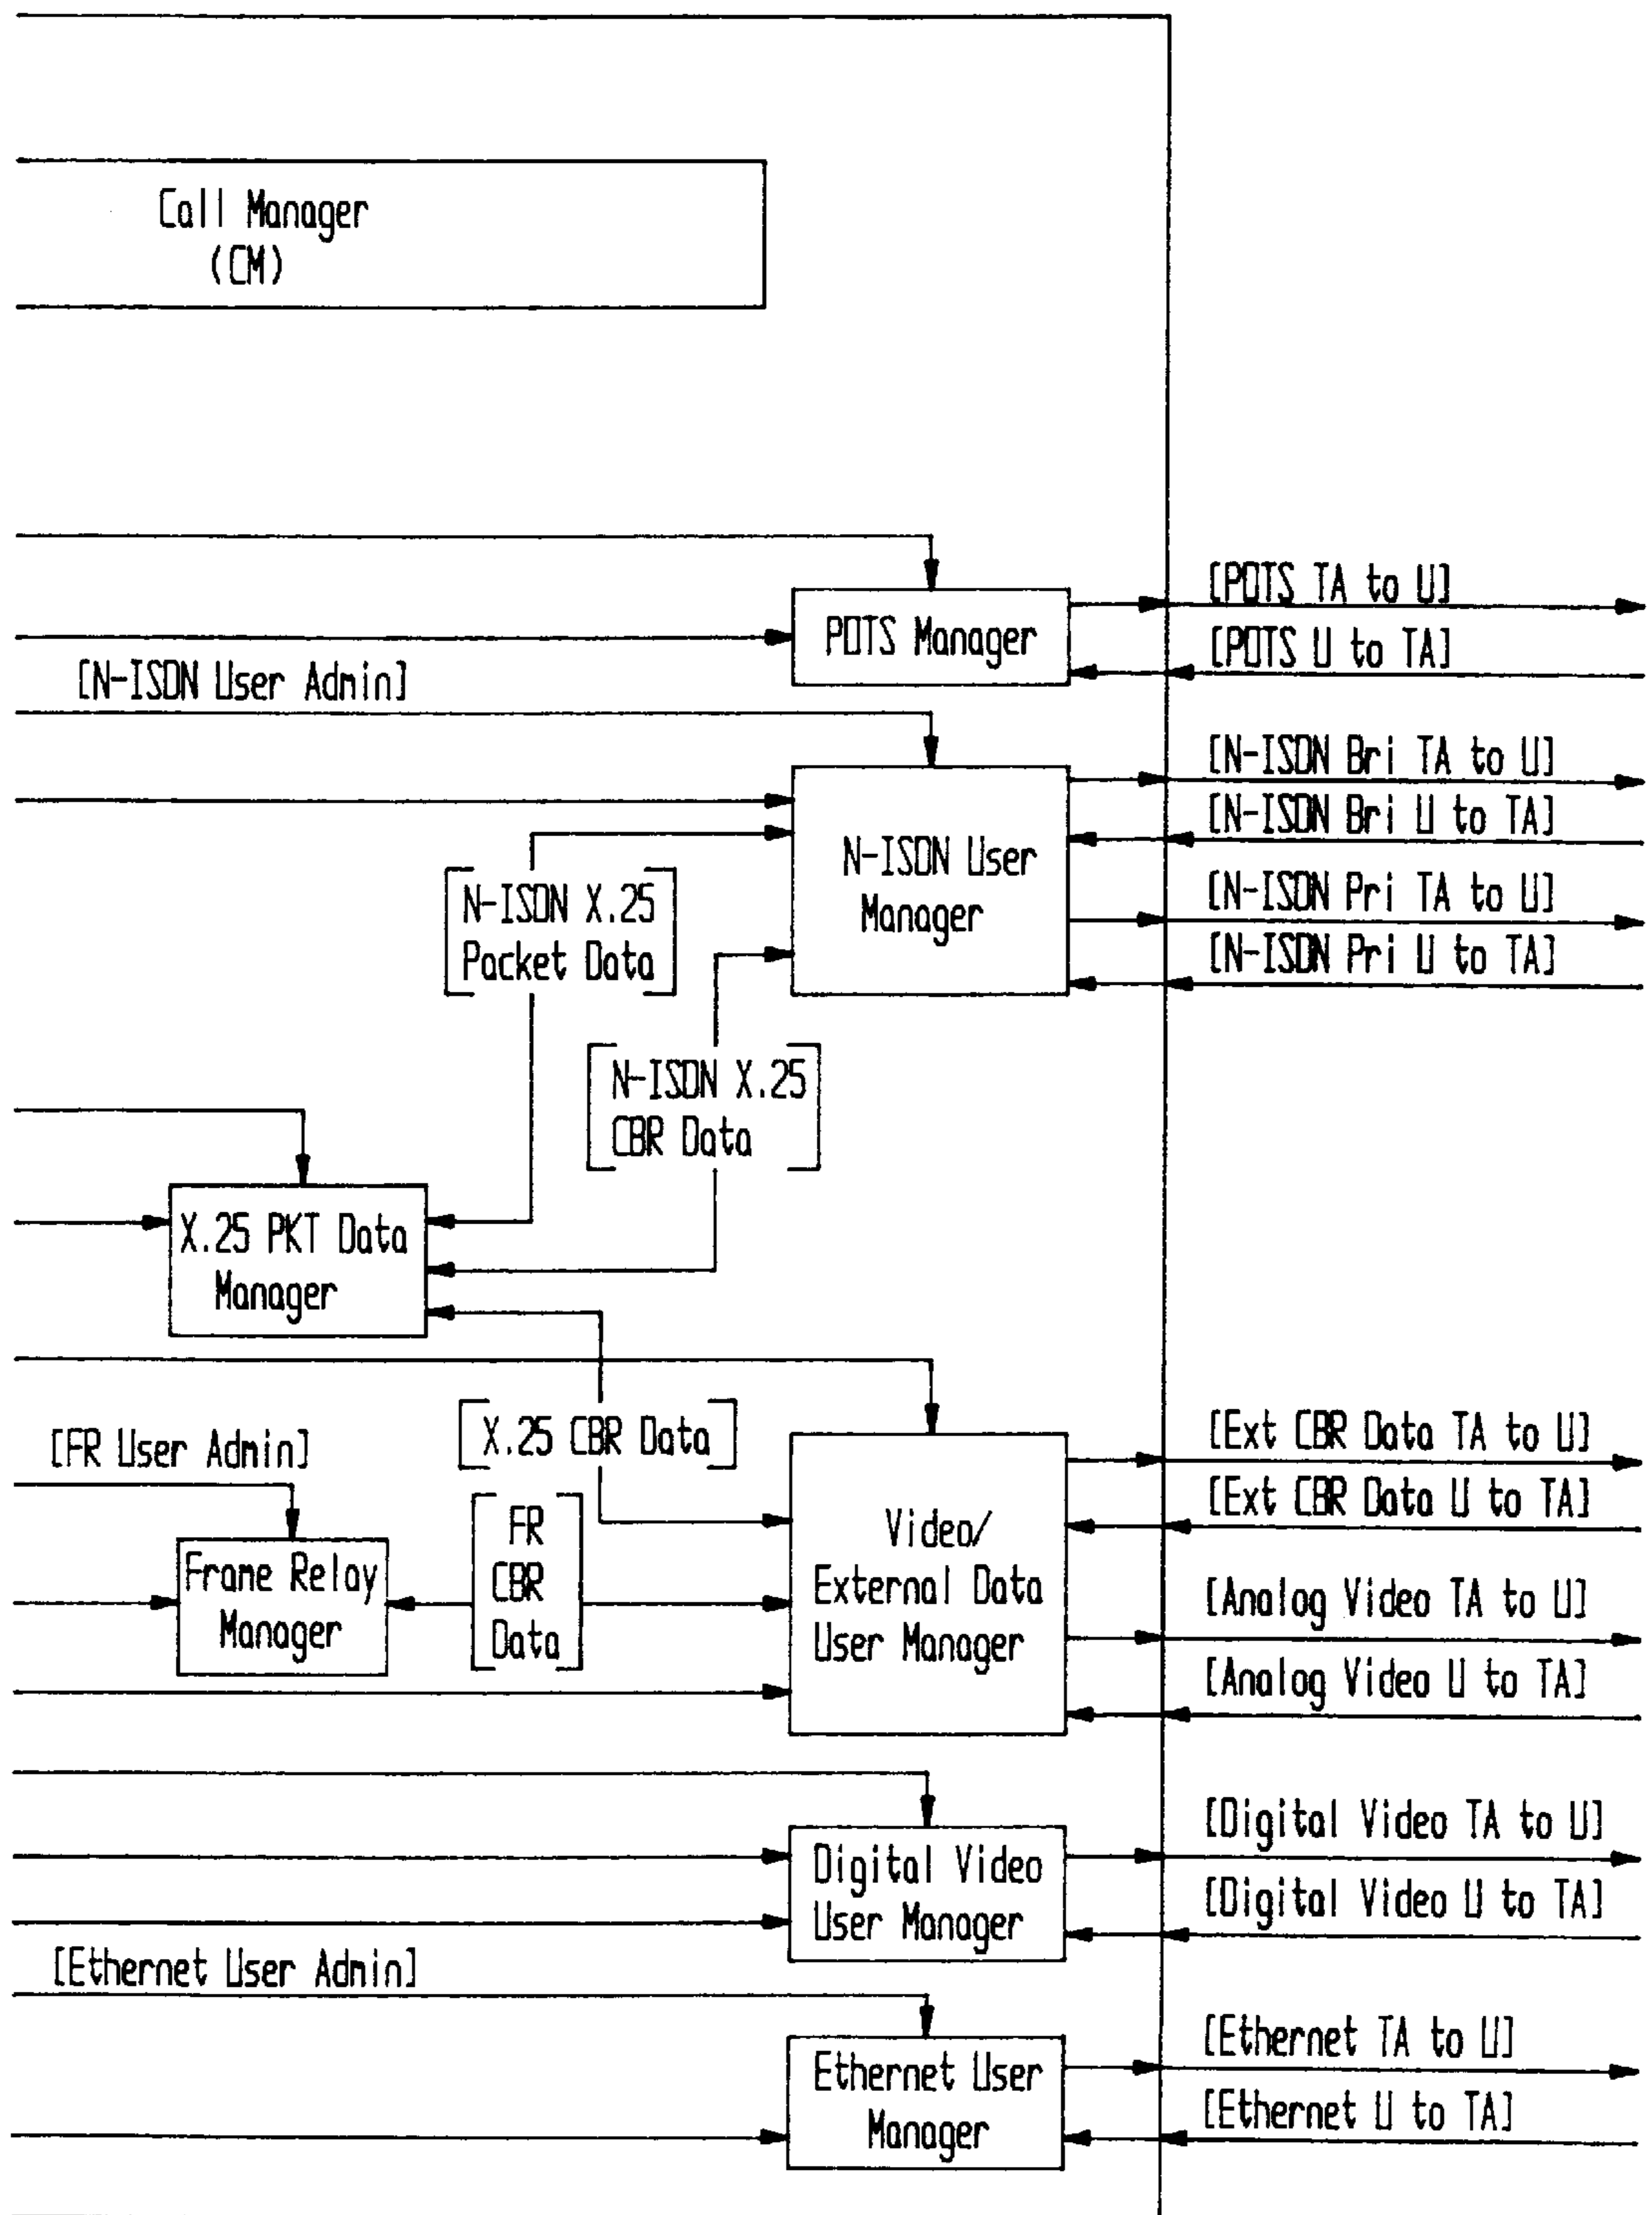 Call Manager
(CM)
[POTS TA to U]
POTS Manager
[POTS U to TA]
[N-ISDN User Admin]
[N-ISDN Bri TA to U]
[N-ISDN Bri U to TA]
N-ISDN User
Manager
[N-ISDN Pri TA to U]
[N-ISDN Pri U to TA]
N-ISDN X.25
Packet Data
N-ISDN X.25
CBR Data
X.25 PKT Data
Manager
X.25 CBR Data
[FR User Admin]
[Ext CBR Data TA to U]
[Ext CBR Data U to TA]
FR
CBR
Data
Video/
External Data
User Manager
Frame Relay
Manager
[Analog Video TA to U]
[Analog Video U to TA]
[Digital Video TA to U]
Digital Video
User Manager
[Digital Video U to TA]
[Ethernet User Admin]
[Ethernet TA to U]
Ethernet User
Manager
[Ethernet U to TA]